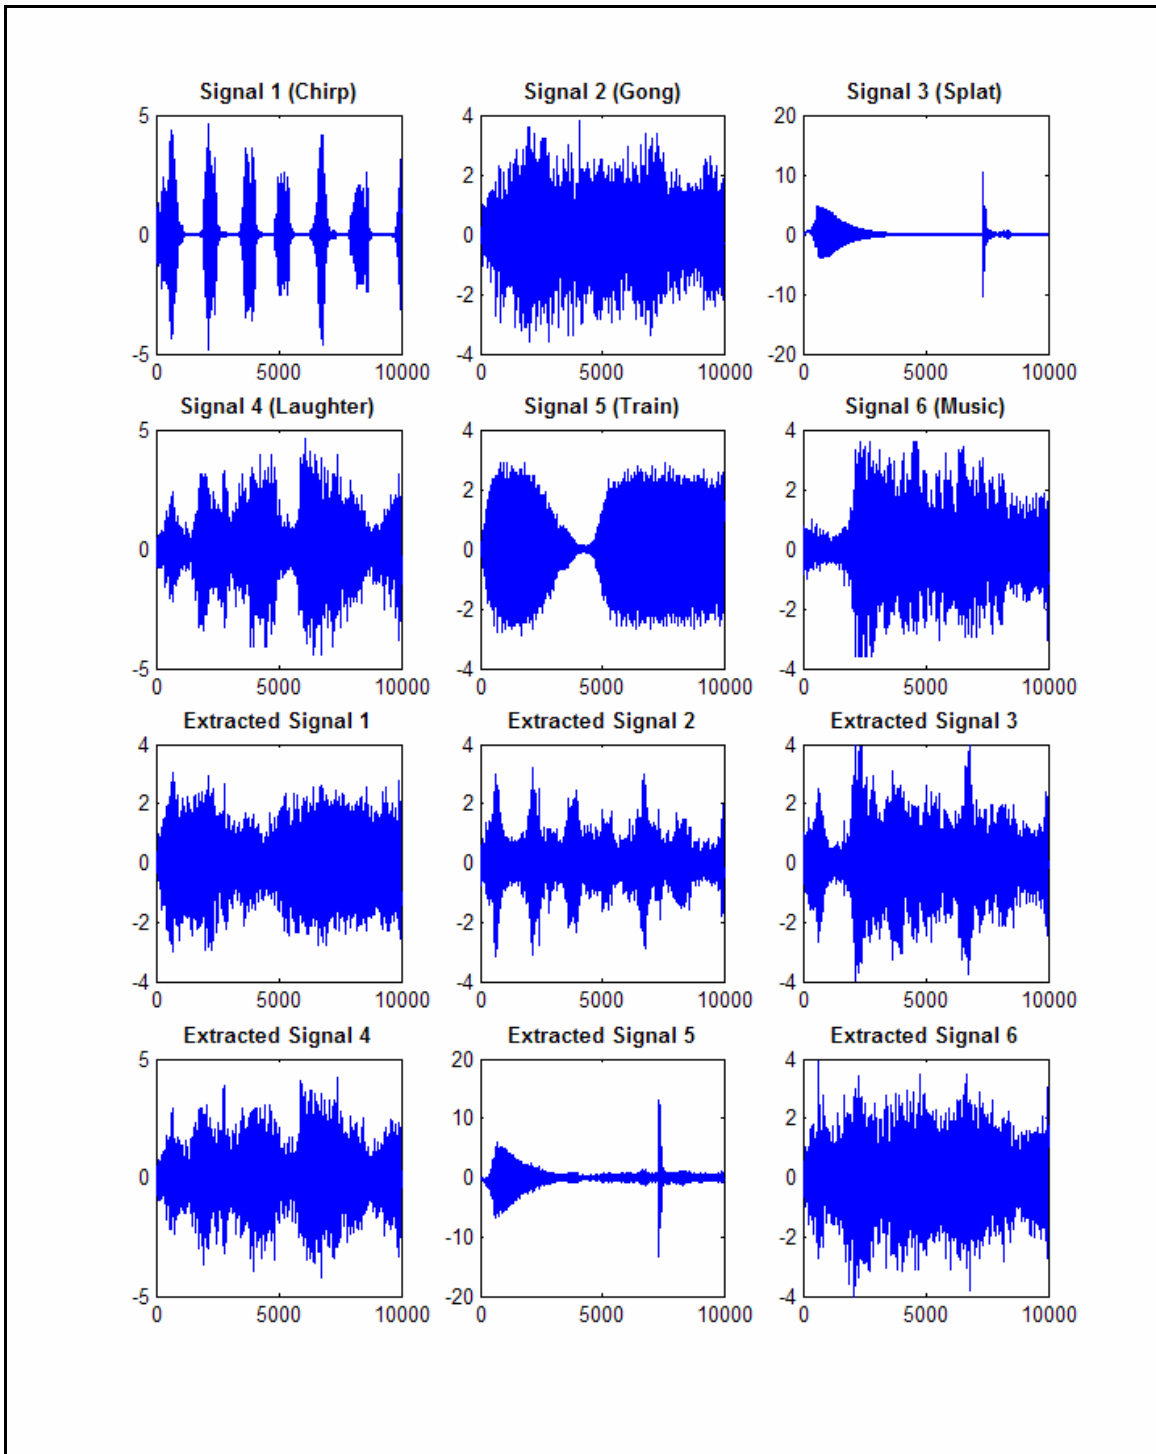 Signal 1 (Chirp) Signal 2 (Gong) Signal 3 (Splat)
5 4 20
2 10
0 0 0
-2 -10
-5 -4 -20
0 5000 10000 0 5000 10000 0 5000 10000
Signal 4 (Laughter) Signal 5 (Train) Signal 6 (Music)
5 4 4
2 2
0 0 0
-2 -2
-5 -4 -4
0 5000 10000 0 5000 10000 0 5000 10000
Extracted Signal 1 Extracted Signal 2 Extracted Signal 3
4 4 4
2 2 2
0 0 0
-2 -2 -2
-4 -4 -4
0 5000 10000 0 5000 10000 0 5000 10000
Extracted Signal 4 Extracted Signal 5 Extracted Signal 6
5 20 4
10 2
0 0 0
-10 -2
-5 -20 -4
0 5000 10000 0 5000 10000 0 5000 10000